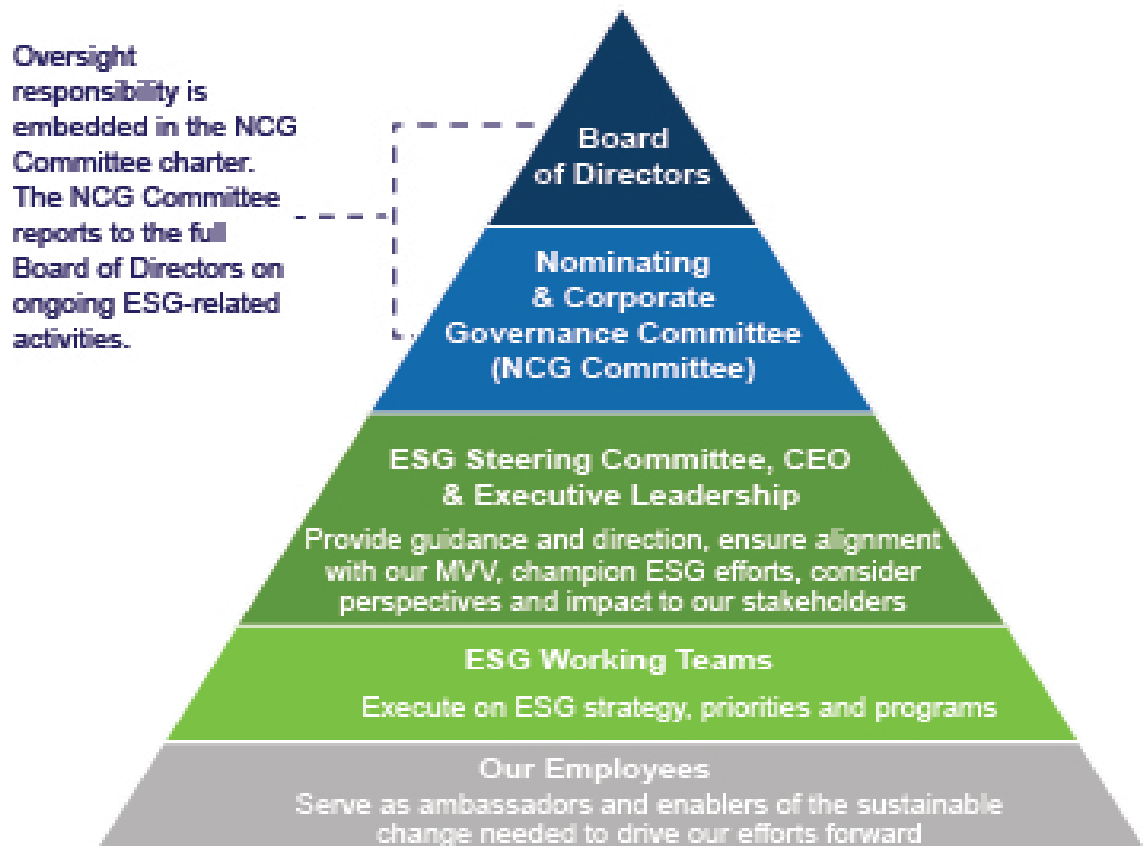 Oversight
responsibility is
embedded in the NCG
Committee charter.
The NCG Committee
reports to the full
Board of Directors on
ongoing ESG-related
activities.
Board
of Directors
Nominating
& Corporate
Governance Committee
(NCG Committee)
ESG Steering Committee, CEO
& Executive Leadership
Provide guidance and direction, ensure alignment
with our MVV, champion ESG efforts, consider
perspectives and impact to our stakeholders
ESG Working Teams
Execute on ESG strategy, priorities and programs
Our Employees
Serve as ambassadors and enablers of the sustainable
change needed to drive our efforts forward